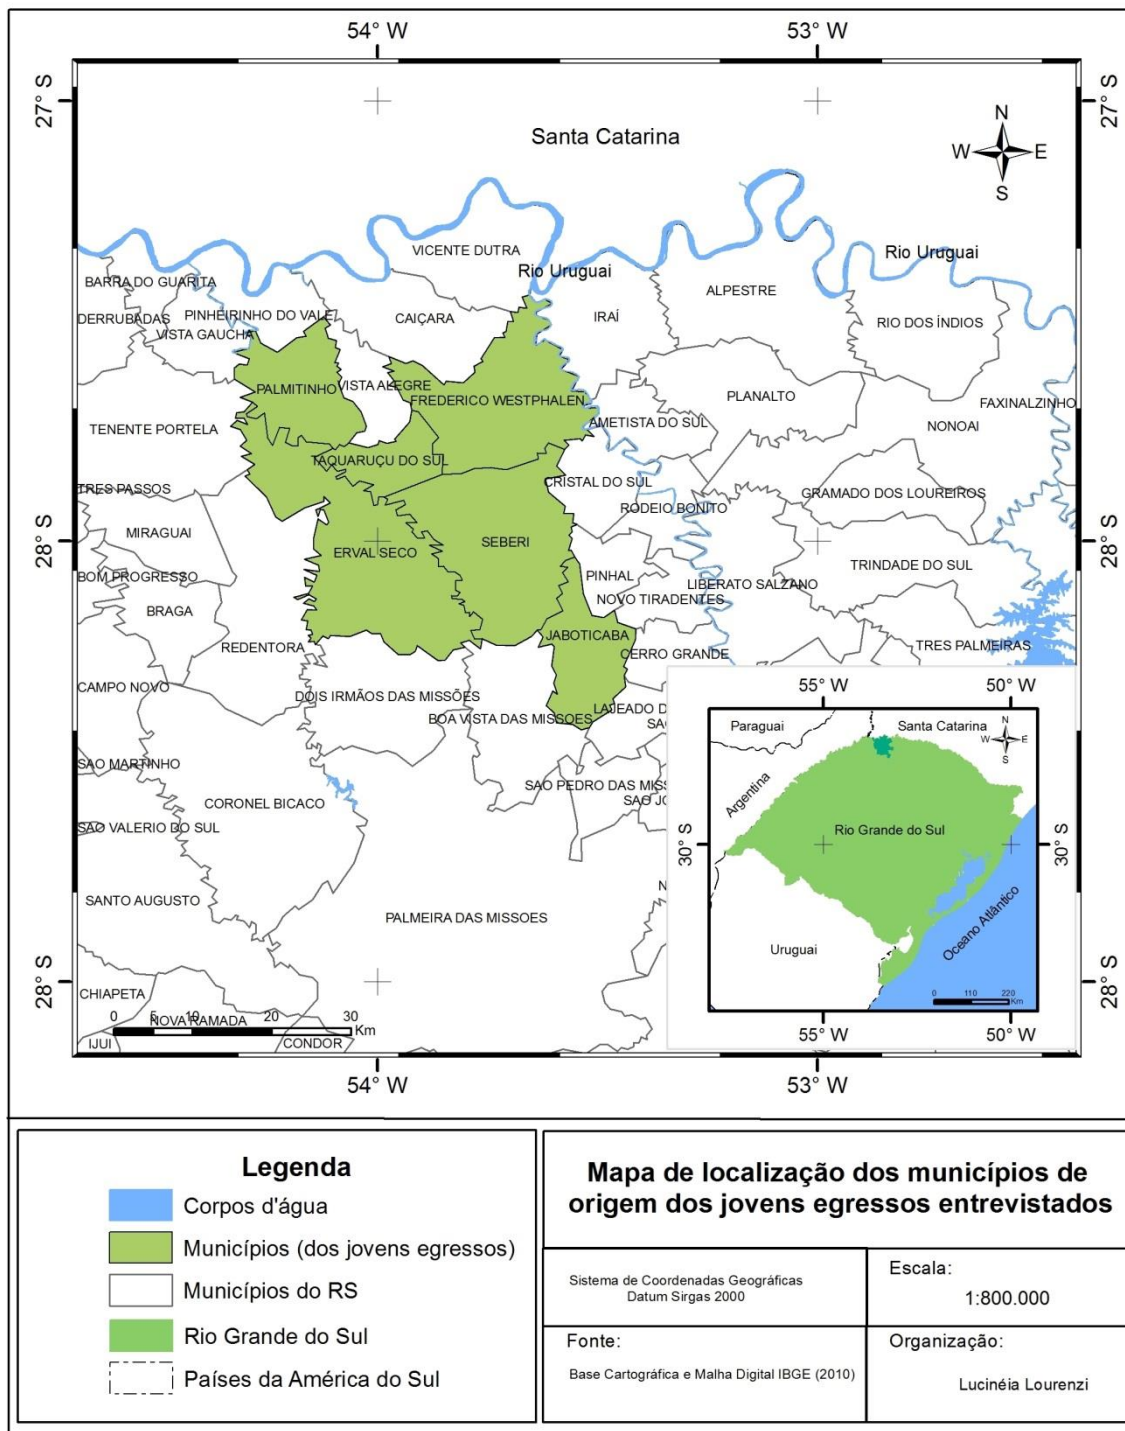 54° W
53° W
27° S
27° S
Santa Catarina
N
W
E
S
VICENTE DUTRA
Rio Uruguai
Rio Uruguai
BARRA DO GUARITA
ALPESTRE
DERRUBADAS
PINHEIRINHO DO VALE
CAIÇARA
IRAÍ
RIO DOS ÍNDIOS
VISTA GAUCHA
PALMITINHO
VISTA ALEGRE
FREDERICO WESTPHALEN
PLANALTO
FAXINALZINHO
TENENTE PORTELA
AMETISTA DO SUL
NONOAI
TAQUARUÇU DO SUL
TRES PASSOS
CRISTAL DO SUL
GRAMADO DOS LOUREIROS
RODEIO BONITO
28° S
28° S
MIRAGUAI
ERVAL SECO
SEBERI
BOM PROGRESSO
PINHAL
LIBERATO SALZANO
TRINDADE DO SUL
BRAGA
NOVO TIRADENTES
REDENTORA
JABOTICABA
CERRO GRANDE
TRES PALMEIRAS
CAMPO NOVO
DOIS IRMÃOS DAS MISSÕES
BOA VISTA DAS MISSOES
LAJEADO D
SAO
SAO MARTINHO
SAO PEDRO DAS MISS
SAO JO
CORONEL BICACO
SAO VALERIO DO SUL
SANTO AUGUSTO
PALMEIRA DAS MISSOES
N
28° S
28° S
CHIAPETA
NOVA RAMADA
IJUI
CONDOR
0 5 10 20 30
Km
54° W
53° W
55° W
50° W
Paraguai
Santa Catarina
N
W
E
S
Argentina
Rio Grande do Sul
30° S
30° S
Uruguai
Oceano Atlântico
0 110 220
Km
55° W
50° W
Legenda
Corpos d'água
Municípios (dos jovens egressos)
Municípios do RS
Rio Grande do Sul
Países da América do Sul
Mapa de localização dos municípios de
origem dos jovens egressos entrevistados
Sistema de Coordenadas Geográficas
Datum Sirgas 2000
Escala:
1:800.000
Fonte:
Base Cartográfica e Malha Digital IBGE (2010)
Organização:
Lucinéia Lourenzi